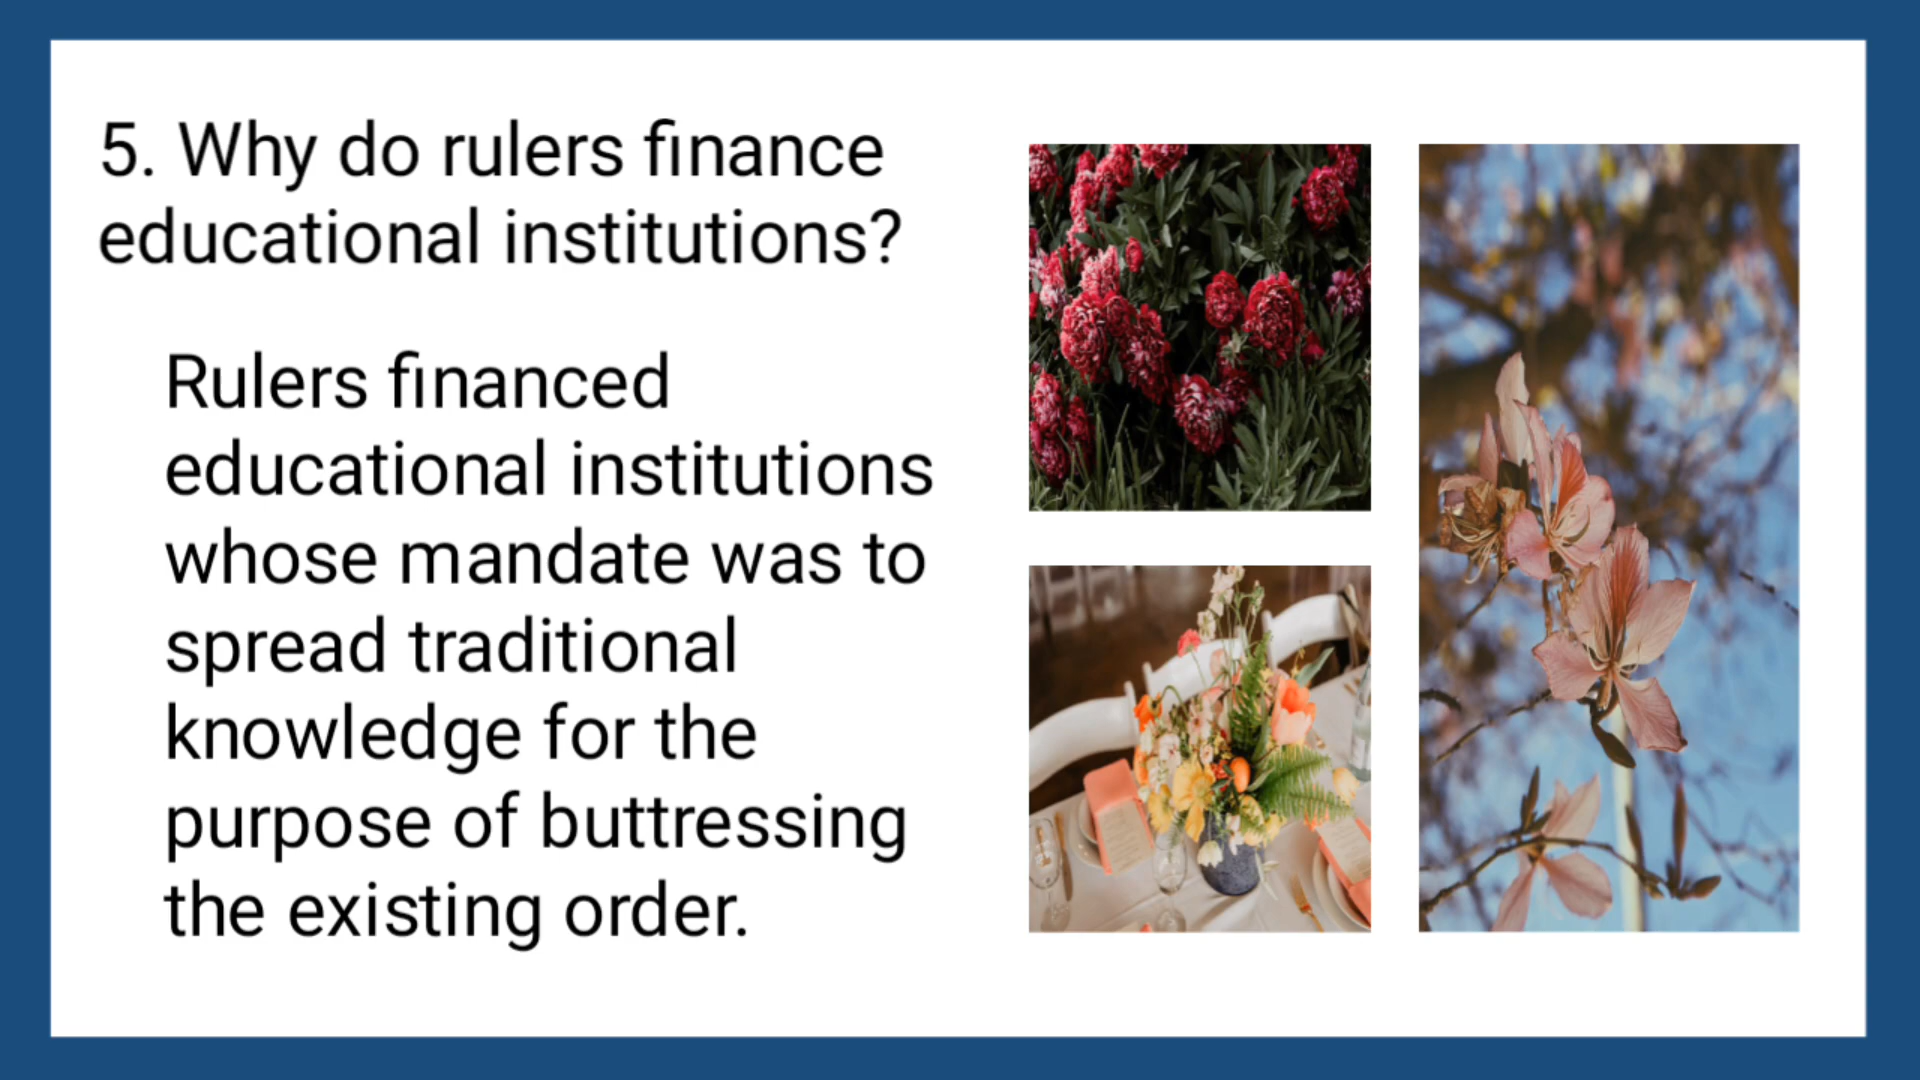 5. Why do rulers finance
educational institutions?
Rulers financed
educational institutions
whose mandate was to
spread traditional
knowledge for the
purpose of buttressing
the existing order.